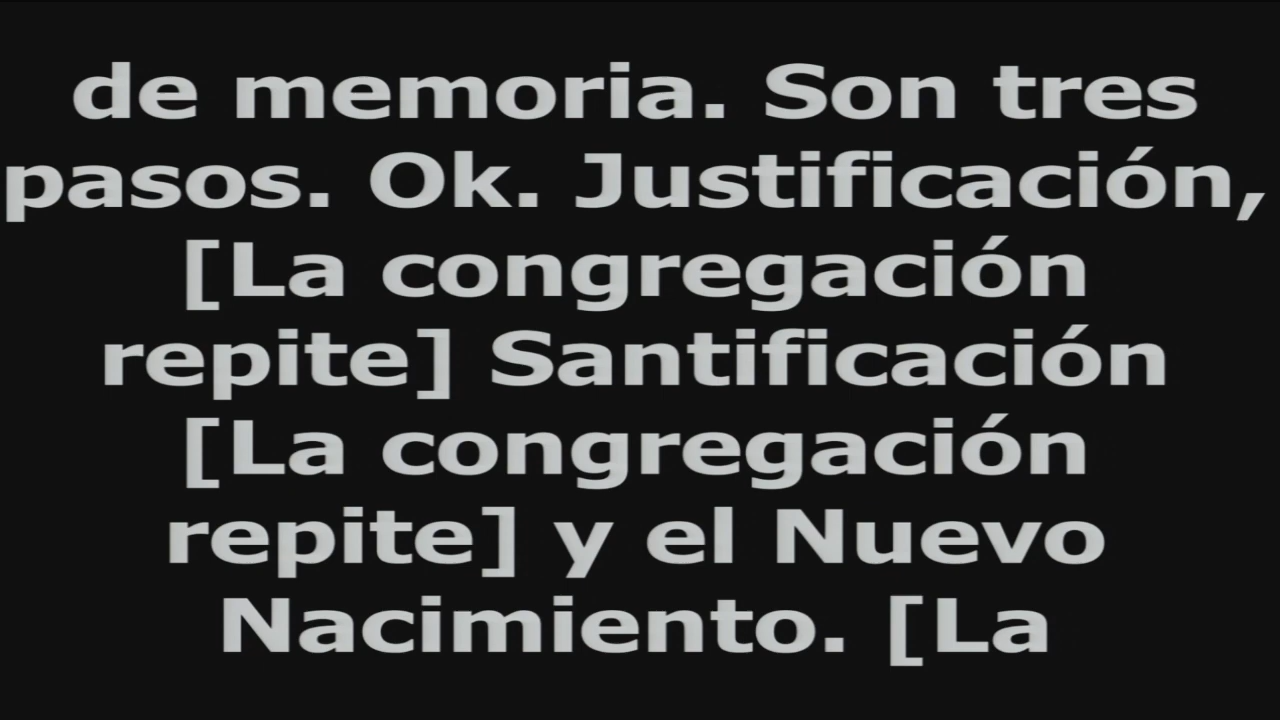 de memoria. Son tres
pasos. Ok. Justificación,
[La congregación
repite] Santificación
[La congregación
repite] y el Nuevo
Nacimiento. [La